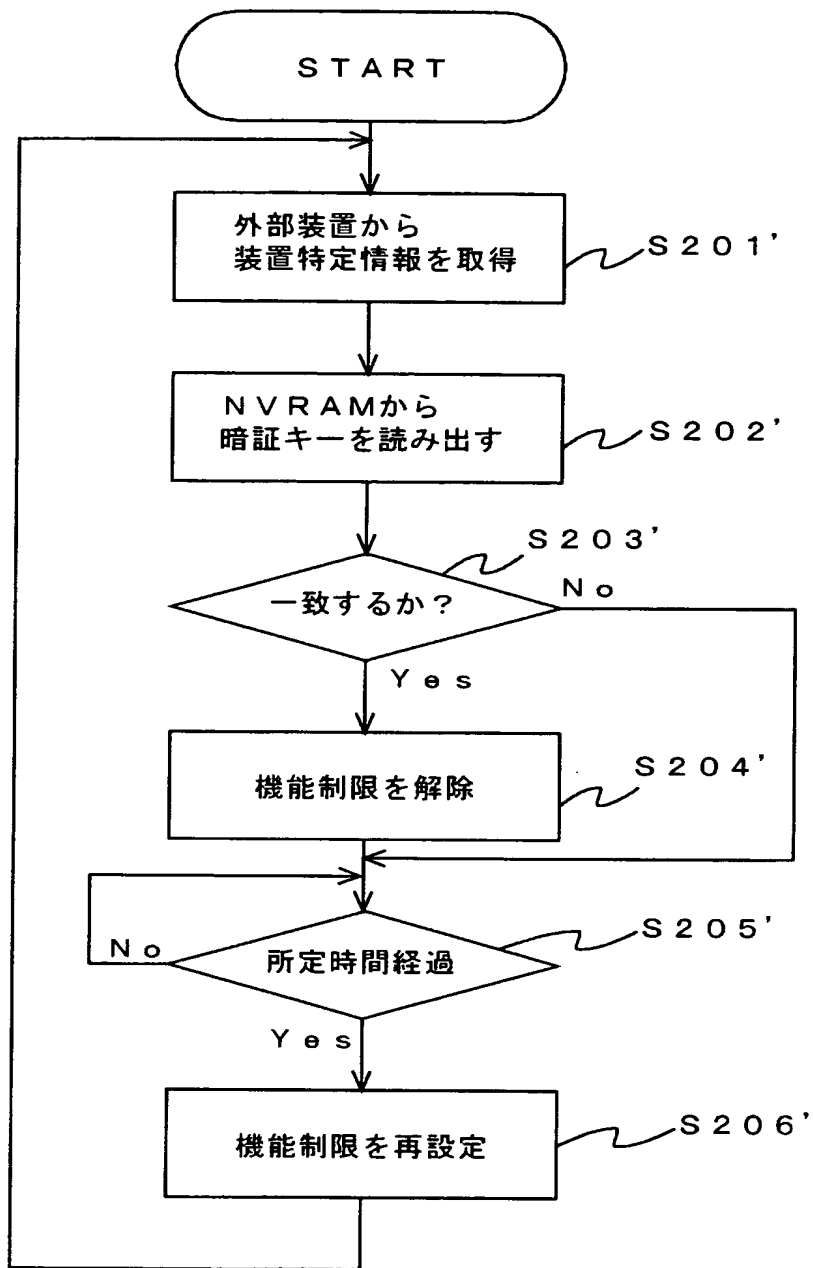 START
外部装置から
装置特定情報を取得
S201'
NVRAMから
暗証キーを読み出す
S202'
S203'
一致するか?
No
Yes
機能制限を解除
S204'
S205'
No
所定時間経過
Yes
機能制限を再設定
S206'